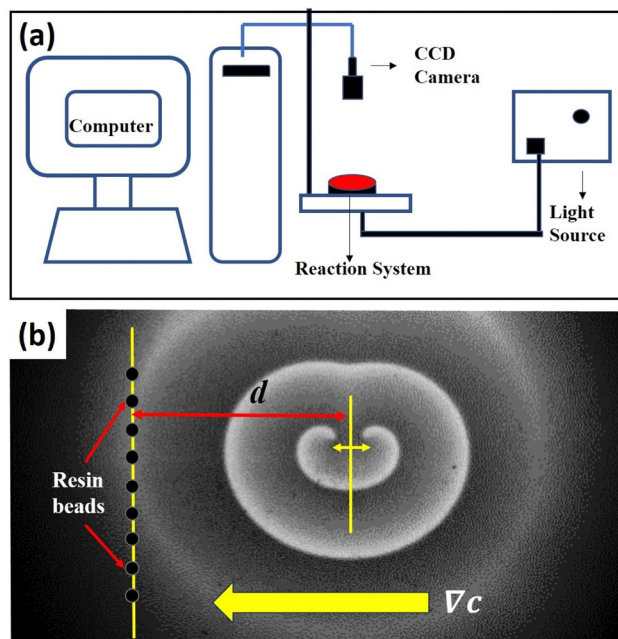 (a)
CCD
Camera
Computer
Light
Source
Reaction System
(b)
d
Resin
beads
∇c